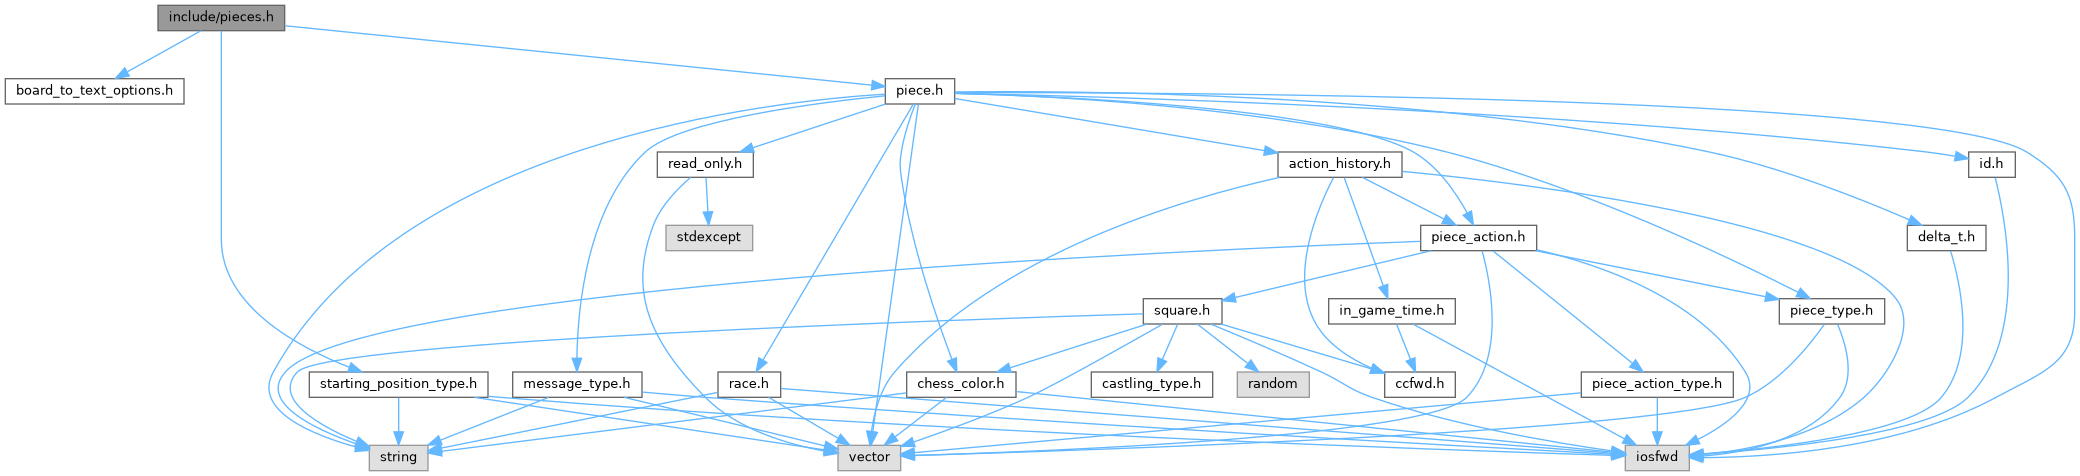 include/pieces.h
board_to_text_options.h
piece.h
read_only.h
action_history.h
id.h
stdexcept
piece_action.h
delta_t.h
square.h
in_game_time.h
piece_type.h
starting_position_type.h
message_type.h
race.h
chess_color.h
castling_type.h
random
ccfwd.h
piece_action_type.h
string
vector
iosfwd